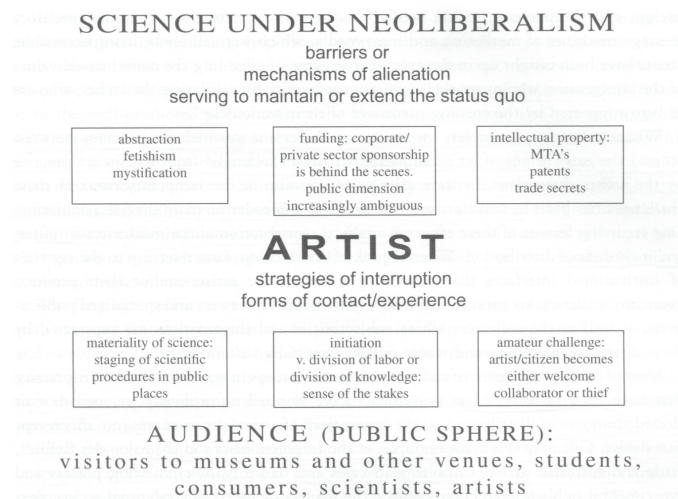 SCIENCE UNDER NEOLIBERALISM
mechanisms of alienation
serving to maintain or extend the status quo
abstraction
fetishism
mystification
funding: corporate/
private sector sponsorship
is behind the scenes.
public dimension
increasingly ambiguous
intellectual property:
MTA's
patents
trade secrets
ARTIST
strategies of interruption
forms of contact/experience
materiality of science:
staging of scientific
procedures in public
places
initiation
v. division of labor or
division of knowledge:
sense of the stakes
amateur challenge:
artist/citizen becomes
either welcome
collaborator or thief
AUDIENCE (PUBLIC SPHERE):
visitors to museums and other venues, students,
consumers, scientists, artists